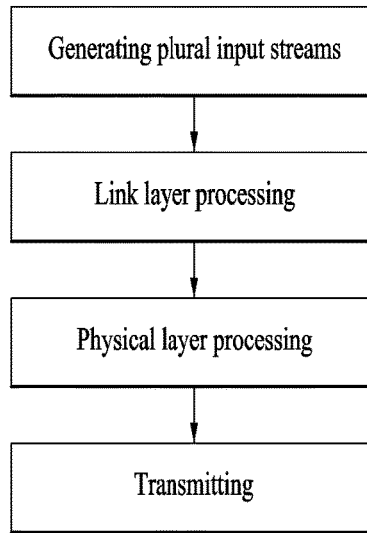 Generating plural input streams
Link layer processing
Physical layer processing
Transmitting